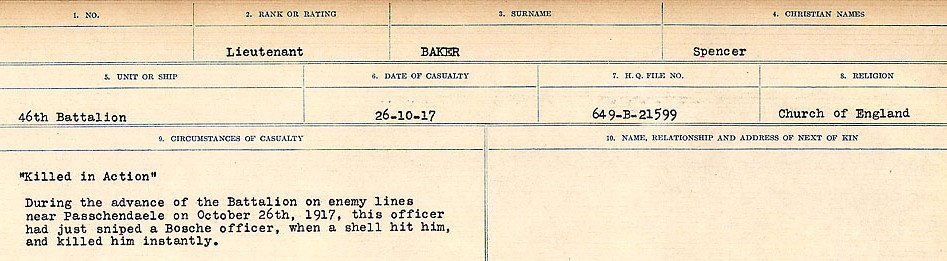 1. NO. 2. RANK OR RATING 3. SURNAME 4. CHRISTIAN NAMES
Lieutenant BAKER Spencer
5. UNIT OR SHIP 6. DATE OF CASUALTY 7. H. Q. FILE NO. 8. RELIGION
46th Battalion 26-10-17 649-B-21599 Church of England
9. CIRCUMSTANCES OF CASUALTY 10. NAME, RELATIONSHIP AND ADDRESS OF NEXT OF KIN
"Killed in Action"
During the advance of the Battalion on enemy lines
near Passchendaele on October 26th, 1917, this officer
had just sniped a Bosche officer, when a shell hit him,
and killed him instantly.